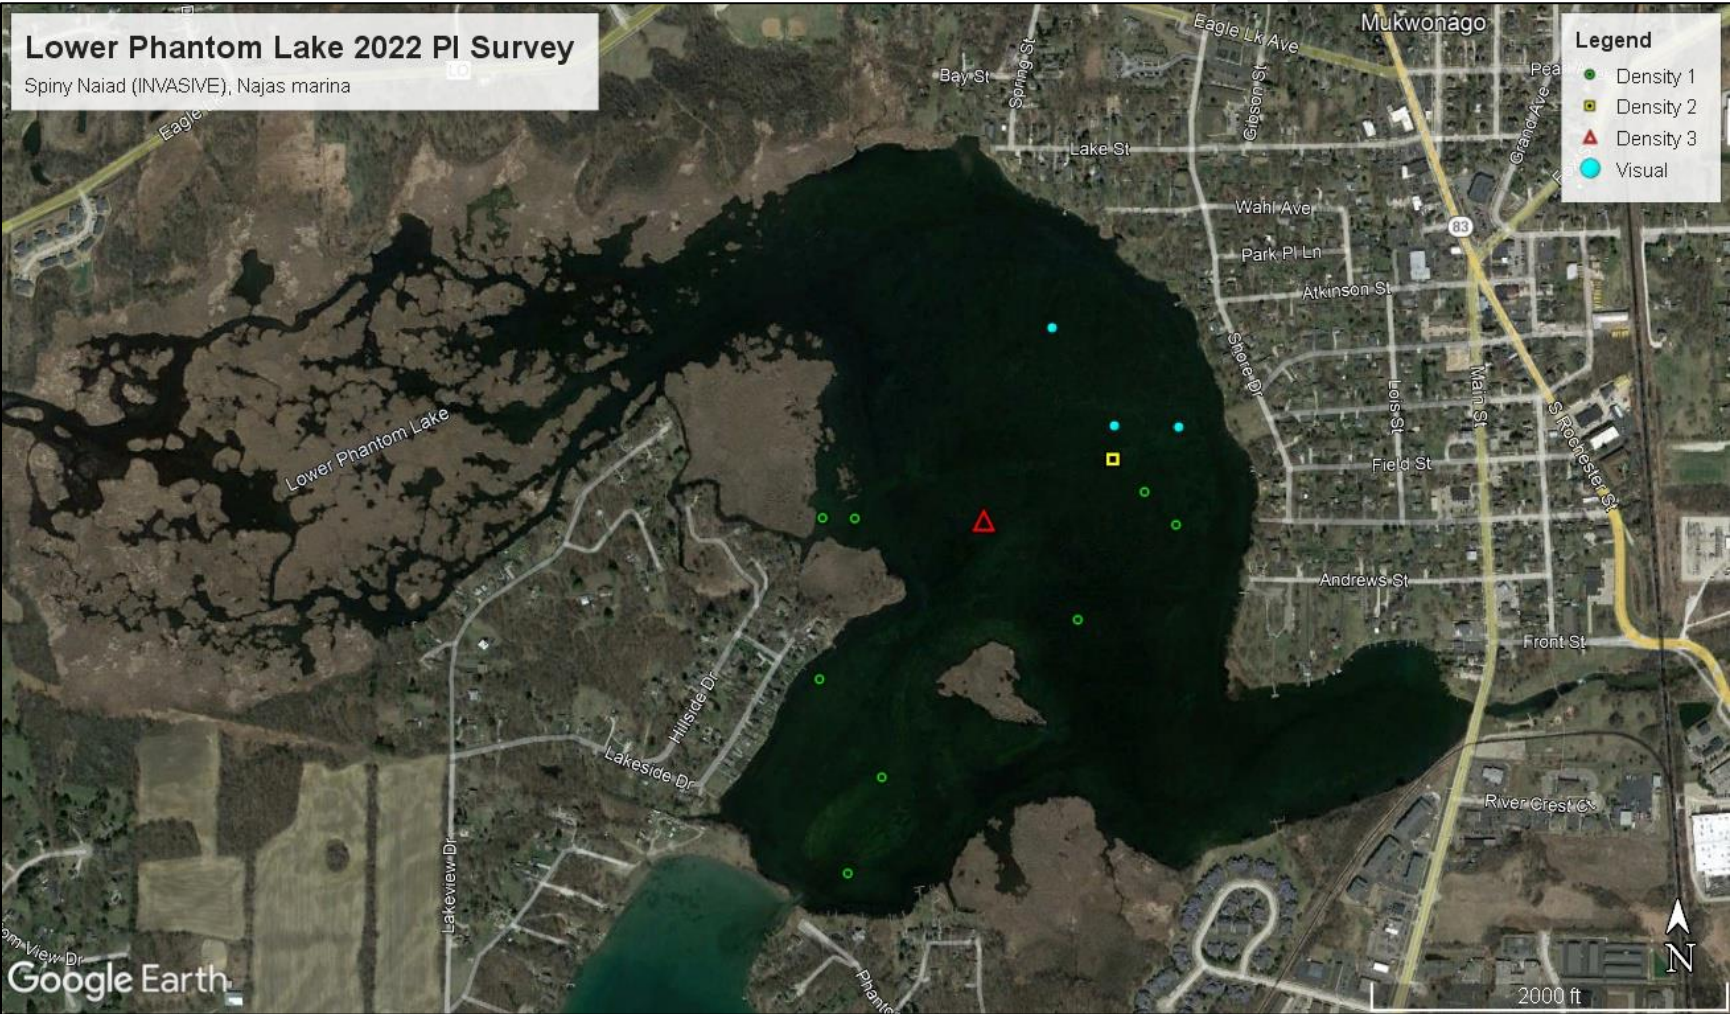 Lower Phantom Lake 2022 PI Survey
Spiny Naiad (INVASIVE), Najas marina
Legend
Density 1
Density 2
Density 3
Visual
Mukwonago
Eagle Lk Ave
Bay St
Spring St
Gibson St
Grand Ave
Lake St
Wahl Ave
83
Park Pl Ln
Atkinson St
Shore Dr
Lois St
Main St
S Rochester St
Lower Phantom Lake
Field St
Andrews St
Front St
Hillside Dr
Lakeside Dr
River Crest
Lakeview Dr
View Dr
Google Earth
N
2000 ft